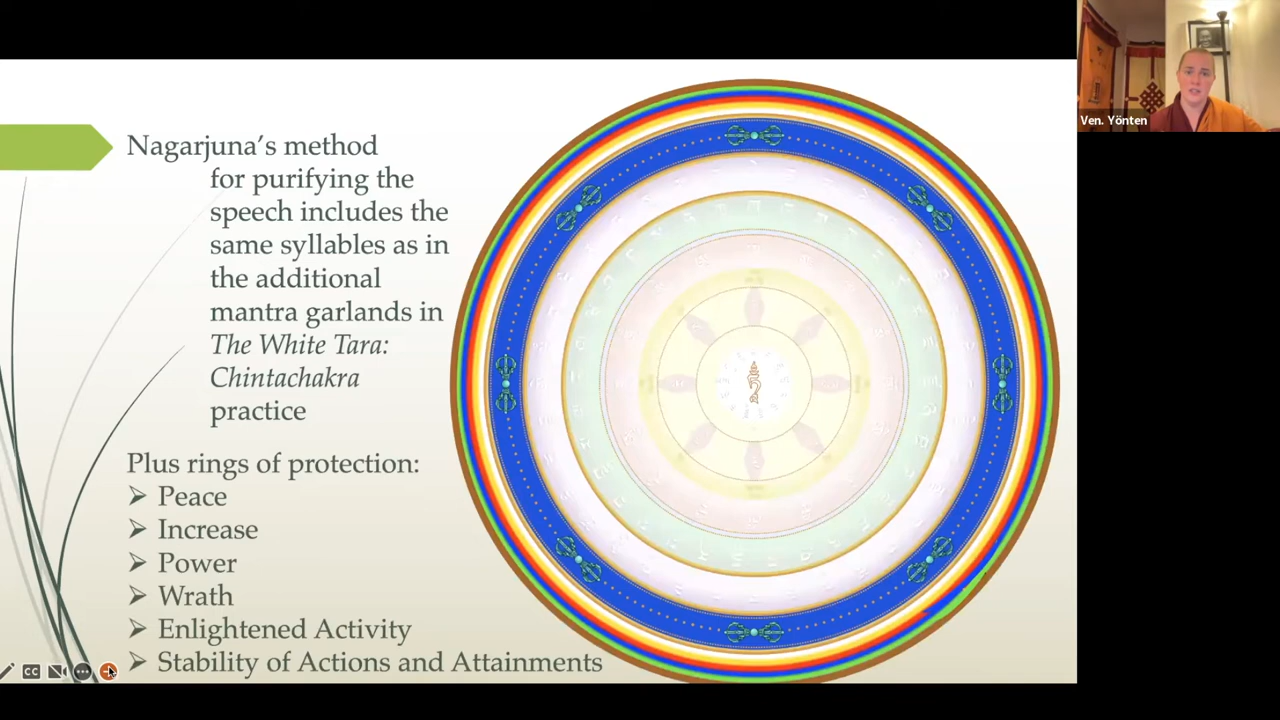 Nagarjuna’s method
for purifying the
speech includes the
same syllables as in
the additional
mantra garlands in
The White Tara:
Chintachakra
practice
Plus rings of protection:
➢ Peace
➢ Increase
➢ Power
➢ Wrath
➢ Enlightened Activity
➢ Stability of Actions and Attainments
Ven. Yönten
CC